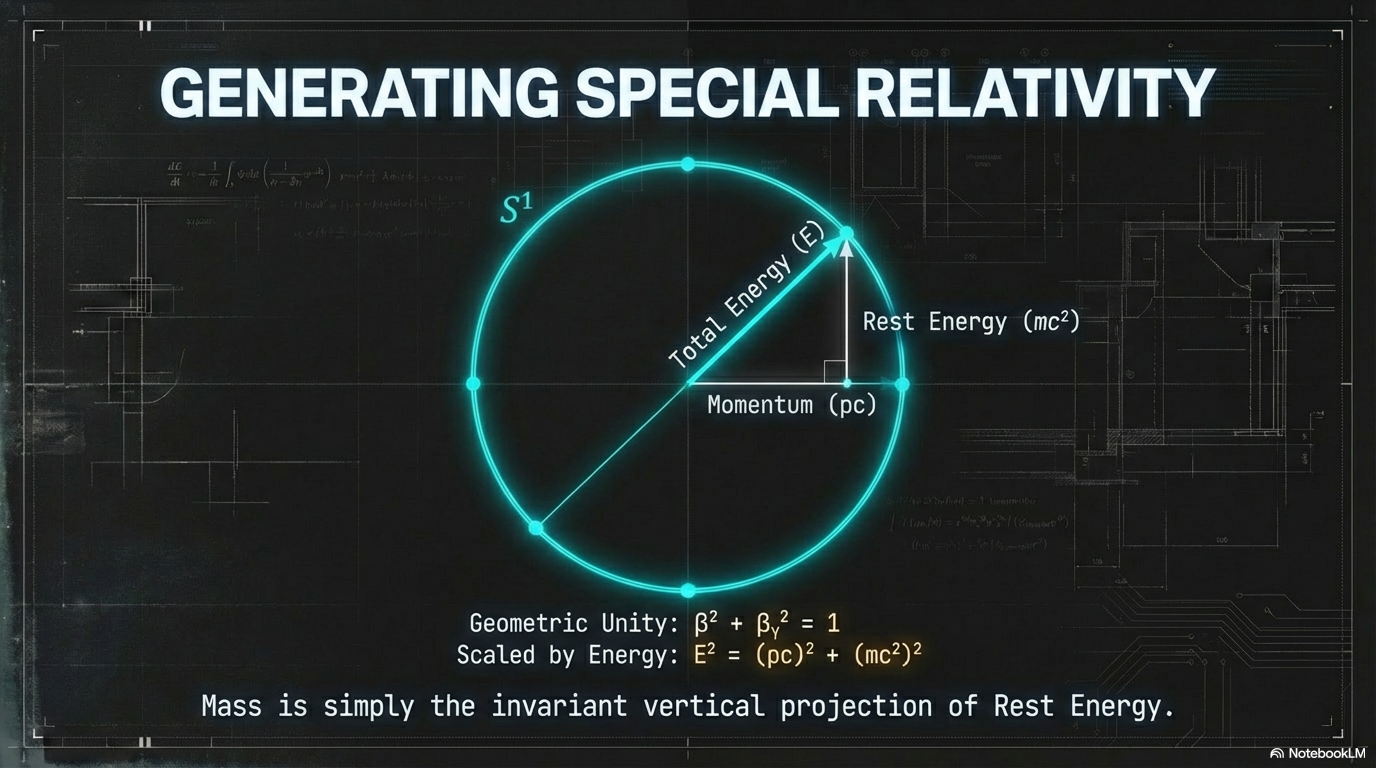 GENERATING SPECIAL RELATIVITY
S¹
Total Energy (E)
Rest Energy (mc²)
Momentum (pc)
Geometric Unity: β² + βᵧ² = 1
Scaled by Energy: E² = (pc)² + (mc²)²
Mass is simply the invariant vertical projection of Rest Energy.
NotebookLM